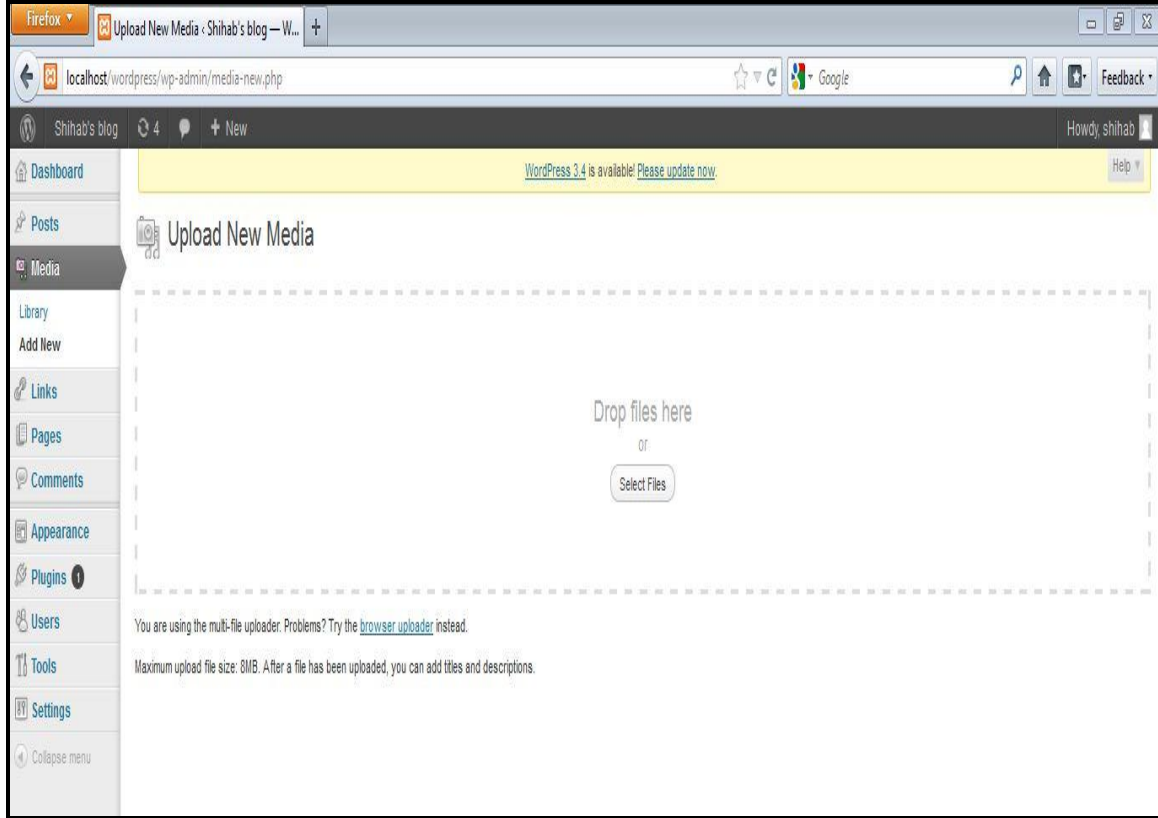 Firefox
Upload New Media ‹ Shihab's blog — W...
+
localhost/wordpress/wp-admin/media-new.php
Google
Feedback
Shihab's blog
4
+ New
Howdy, shihab
WordPress 3.4 is available! Please update now.
Help
Dashboard
Posts
Media
Library
Add New
Links
Pages
Comments
Appearance
Plugins 1
Users
Tools
Settings
Collapse menu
Upload New Media
Drop files here
or
Select Files
You are using the multi-file uploader. Problems? Try the browser uploader instead.
Maximum upload file size: 8MB. After a file has been uploaded, you can add titles and descriptions.